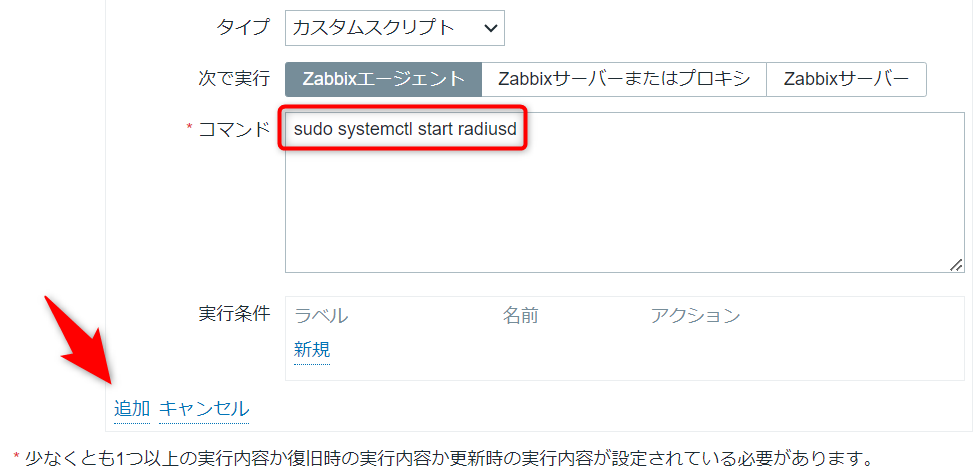 タイプ カスタムスクリプト
次で実行 Zabbixエージェント Zabbixサーバーまたはプロキシ Zabbixサーバー
* コマンド sudo systemctl start radiusd
実行条件 ラベル 名前 アクション
新規
追加 キャンセル
* 少なくとも1つ以上の実行内容か復旧時の実行内容か更新時の実行内容が設定されている必要があります。